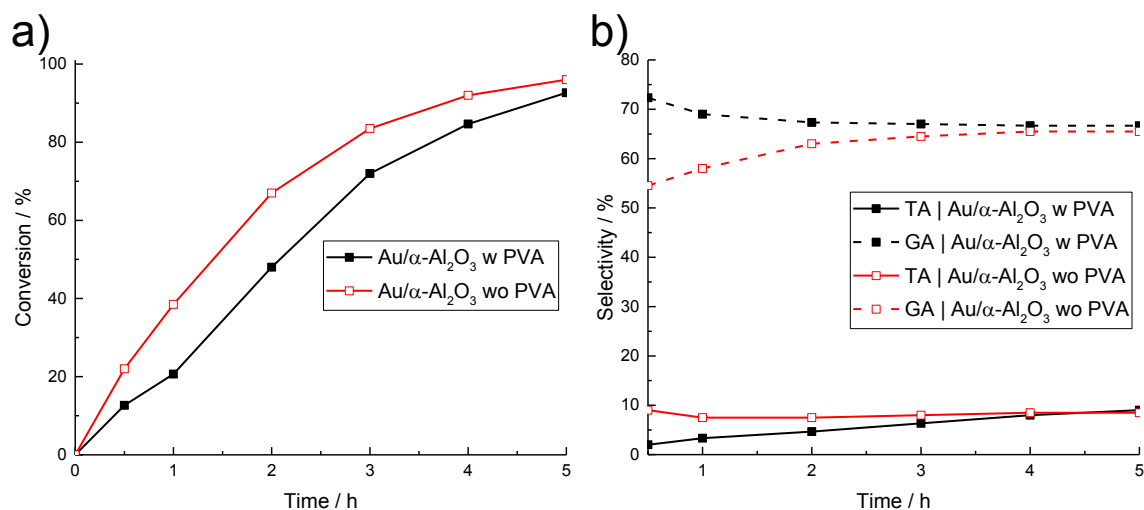 a)
100
80
60
40
20
0
Conversion / %
0 1 2 3 4 5
Time / h
Au/α-Al₂O₃ w PVA
Au/α-Al₂O₃ wo PVA
b)
80
70
60
50
40
30
20
10
0
Selectivity / %
1 2 3 4 5
Time / h
TA | Au/α-Al₂O₃ w PVA
GA | Au/α-Al₂O₃ w PVA
TA | Au/α-Al₂O₃ wo PVA
GA | Au/α-Al₂O₃ wo PVA